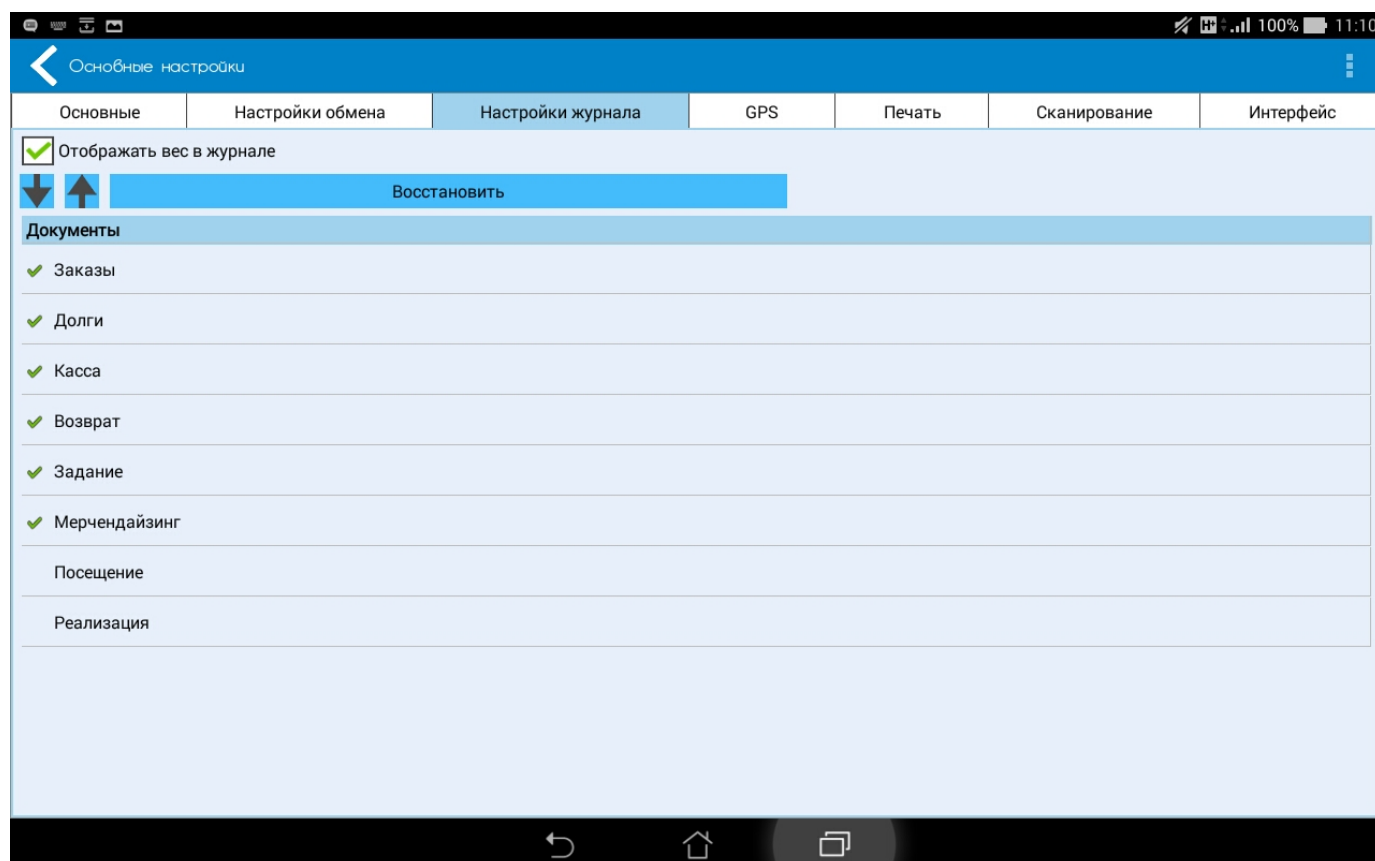 100% 11:10
Основные настройки
Основные Настройки обмена Настройки журнала GPS Печать Сканирование Интерфейс
Отображать вес в журнале
Восстановить
Документы
Заказы
Долги
Касса
Возврат
Задание
Мерчендайзинг
Посещение
Реализация